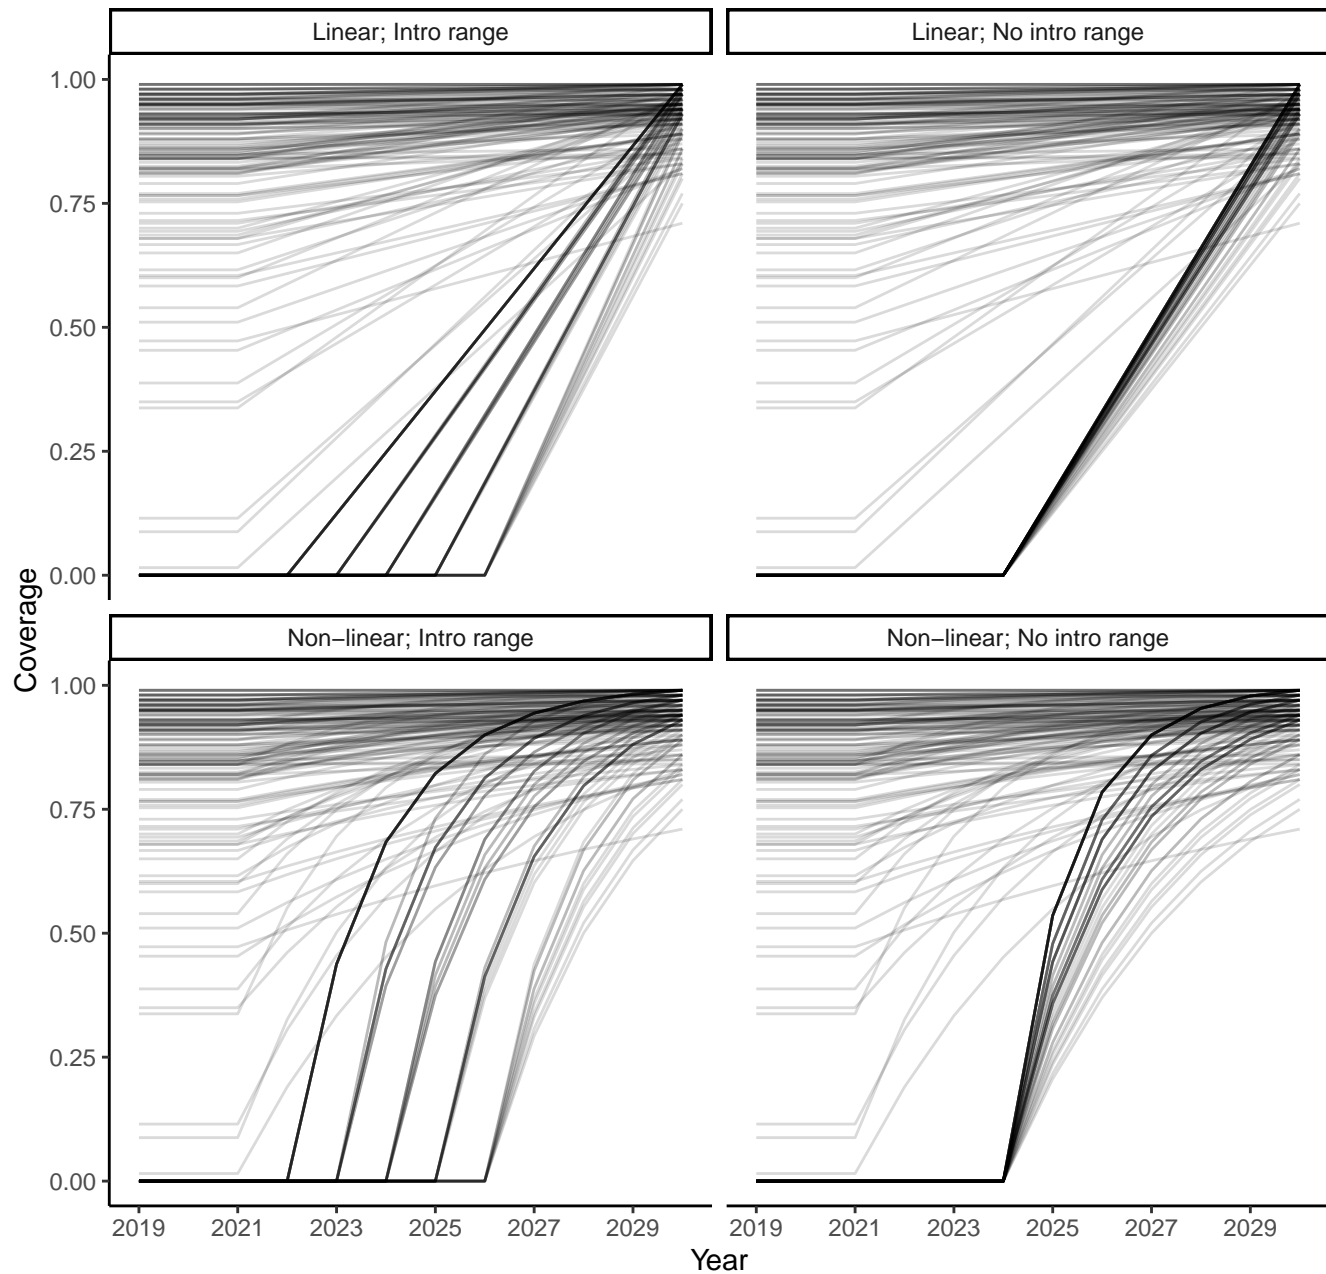 Linear; Intro range
Linear; No intro range
1.00
0.75
0.50
0.25
0.00
Coverage
Non−linear; Intro range
Non−linear; No intro range
1.00
0.75
0.50
0.25
0.00
2019 2021 2023 2025 2027 2029
2019 2021 2023 2025 2027 2029
Year